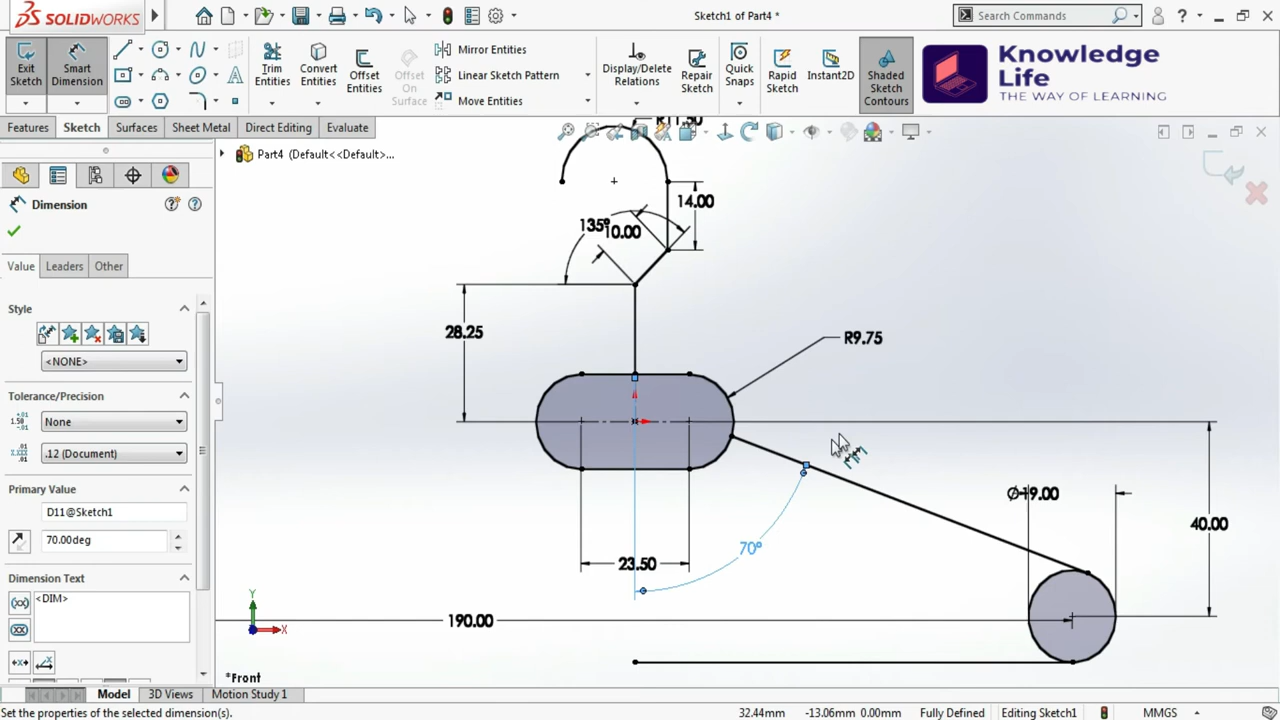 SOLIDWORKS
Sketch1 of Part4 *
Search Commands
?
Exit Sketch
Smart Dimension
Trim Entities
Convert Entities
Offset Entities
Offset On Surface
Mirror Entities
Linear Sketch Pattern
Move Entities
Display/Delete Relations
Repair Sketch
Quick Snaps
Rapid Sketch
Instant2D
Shaded Sketch Contours
Knowledge
Life
THE WAY OF LEARNING
Features
Sketch
Surfaces
Sheet Metal
Direct Editing
Evaluate
R11.50
Part4 (Default<<Default>...
Dimension
14.00
135°
10.00
Value
Leaders
Other
Style
28.25
R9.75
<NONE>
Tolerance/Precision
None
.12 (Document)
Primary Value
D11@Sketch1
Ø19.00
40.00
70.00deg
70°
23.50
Dimension Text
<DIM>
Y
X
190.00
*Front
Model
3D Views
Motion Study 1
Set the properties of the selected dimension(s).
32.44mm
-13.06mm
0.00mm
Fully Defined
Editing Sketch1
MMGS